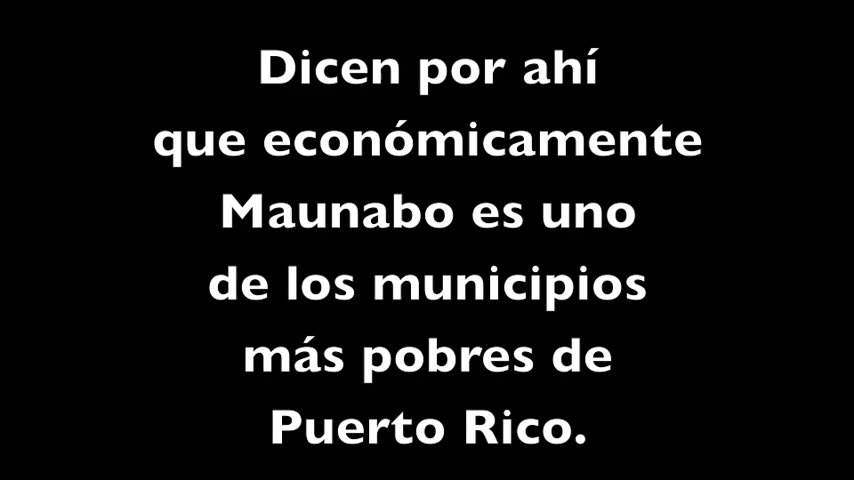 Dicen por ahí
que económicamente
Maunabo es uno
de los municipios
más pobres de
Puerto Rico.